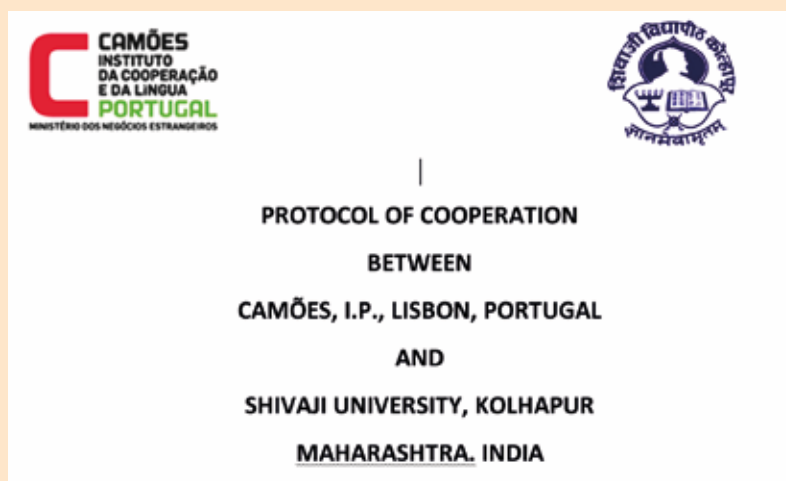 CAMÕES
INSTITUTO
DA COOPERAÇÃO
E DA LÍNGUA
PORTUGAL
MINISTÉRIO DOS NEGÓCIOS ESTRANGEIROS
शिवाजी विद्यापीठ कोल्हापूर
ज्ञानमेवामृतम्
PROTOCOL OF COOPERATION
BETWEEN
CAMÕES, I.P., LISBON, PORTUGAL
AND
SHIVAJI UNIVERSITY, KOLHAPUR
MAHARASHTRA. INDIA